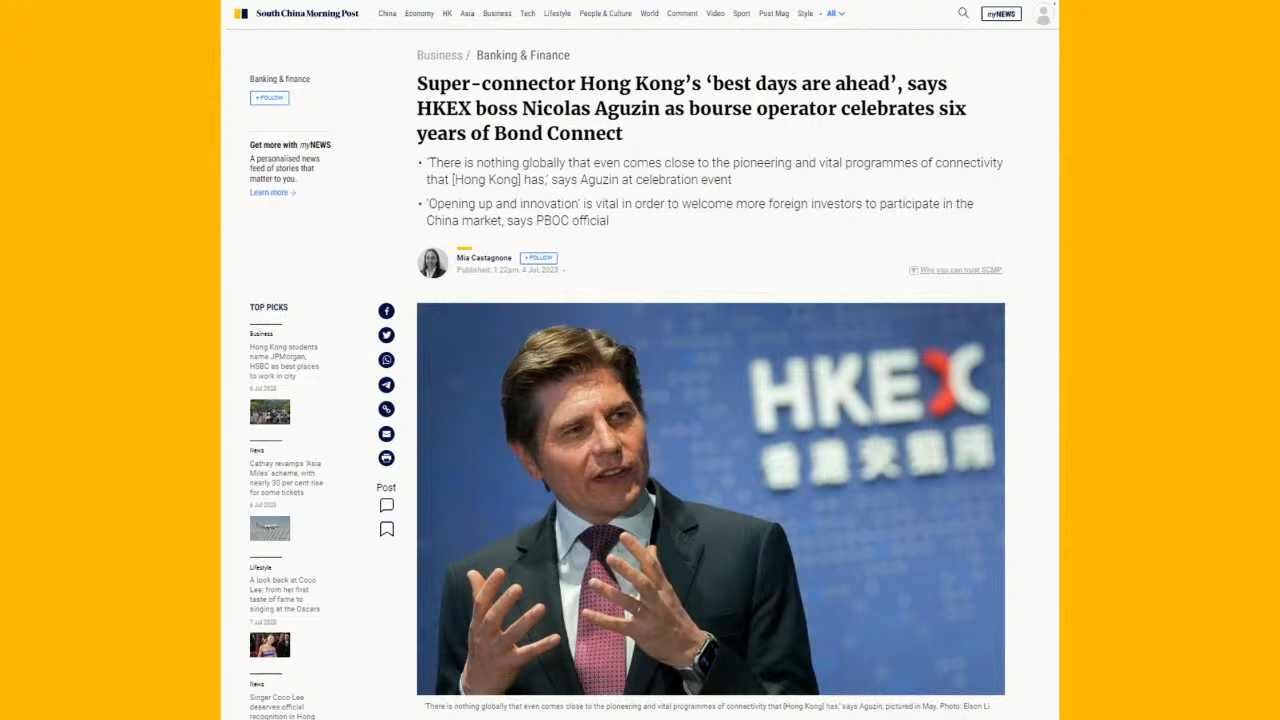 South China Morning Post
China Economy HK Asia Business Tech Lifestyle People & Culture World Comment Video Sport Post Mag Style All
myNEWS
Business / Banking & Finance
Banking & finance
+ FOLLOW
Get more with myNEWS
A personalised news
feed of stories that
matter to you.
Learn more →
Super-connector Hong Kong's ‘best days are ahead’, says
HKEX boss Nicolas Aguzin as bourse operator celebrates six
years of Bond Connect
• ‘There is nothing globally that even comes close to the pioneering and vital programmes of connectivity
that [Hong Kong] has,’ says Aguzin at celebration event
• ‘Opening up and innovation’ is vital in order to welcome more foreign investors to participate in the
China market, says PBOC official
Mia Castagnone + FOLLOW
Published: 1:22pm, 4 Jul, 2023
Why you can trust SCMP
TOP PICKS
Business
Hong Kong students
name JPMorgan,
HSBC as best places
to work in city
6 Jul 2023
News
Cathay revamps ‘Asia
Miles’ scheme, with
nearly 30 per cent rise
for some tickets
6 Jul 2023
Lifestyle
A look back at Coco
Lee: from her first
taste of fame to
singing at the Oscars
7 Jul 2023
News
Singer Coco Lee
deserves official
recognition in Hong
Post
HKEX
香港交易所
‘There is nothing globally that even comes close to the pioneering and vital programmes of connectivity that [Hong Kong] has,’ says Aguzin, pictured in May. Photo: Elson Li